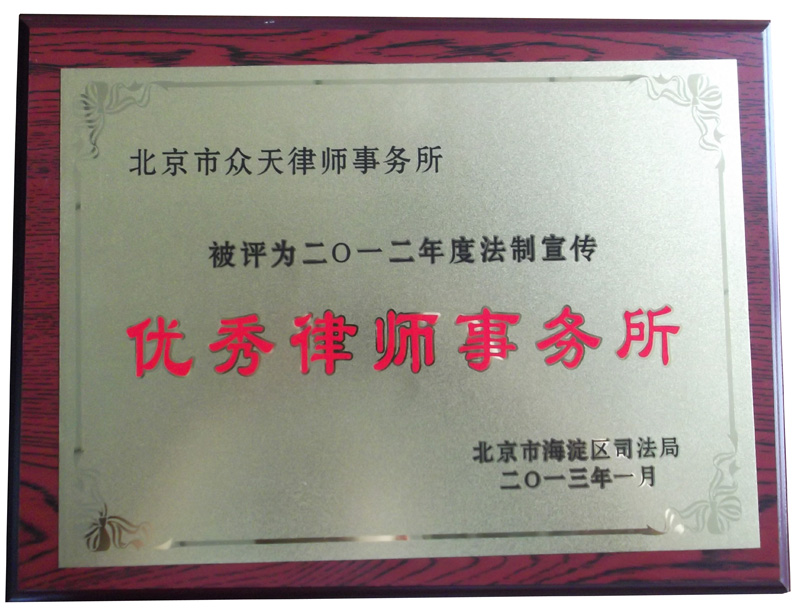 北京市众天律师事务所
被评为二〇一二年度法制宣传
优秀律师事务所
北京市海淀区司法局
二〇一三年一月